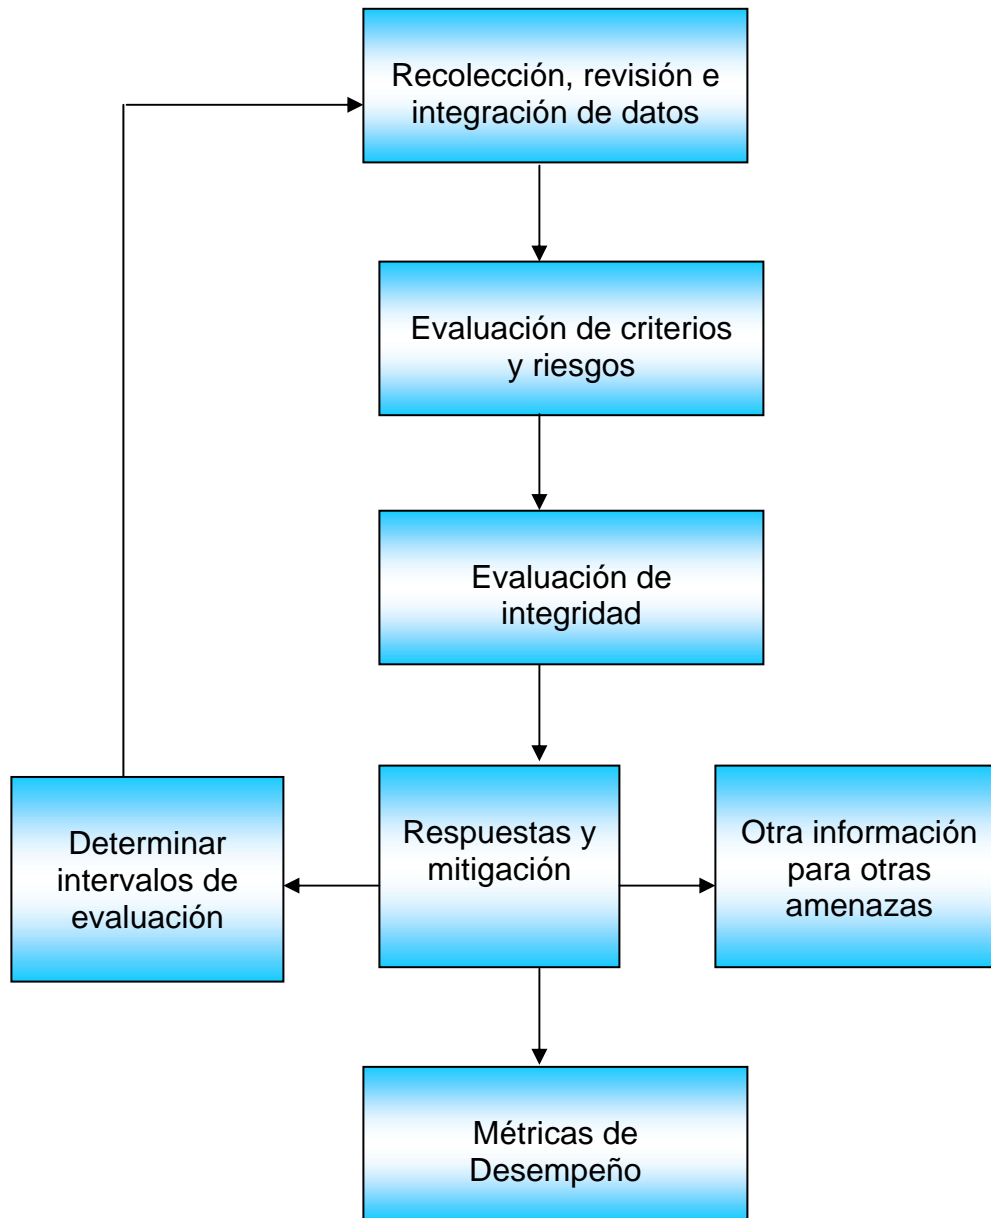 Recolección, revisión e
integración de datos
Evaluación de criterios
y riesgos
Evaluación de
integridad
Determinar
intervalos de
evaluación
Respuestas y
mitigación
Otra información
para otras
amenazas
Métricas de
Desempeño